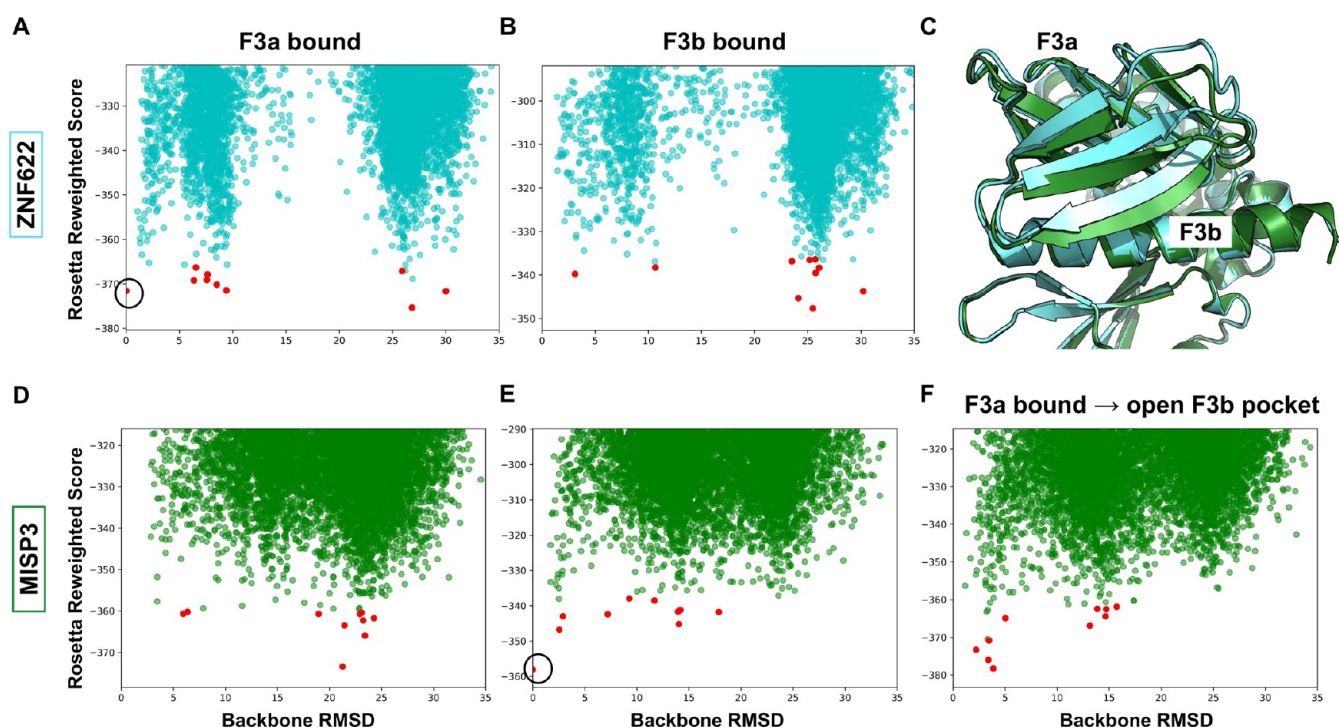 A
F3a bound
B
F3b bound
C
F3a
F3b
ZNF622
Rosetta Reweighted Score
−330
−340
−350
−360
−370
−380
0 5 10 15 20 25 30 35
−300
−310
−320
−330
−340
−350
0 5 10 15 20 25 30 35
D
E
F
F3a bound → open F3b pocket
MISP3
Rosetta Reweighted Score
−320
−330
−340
−350
−360
−370
0 5 10 15 20 25 30 35
Backbone RMSD
−290
−300
−310
−320
−330
−340
−350
−360
0 5 10 15 20 25 30 35
Backbone RMSD
−320
−330
−340
−350
−360
−370
−380
0 5 10 15 20 25 30 35
Backbone RMSD